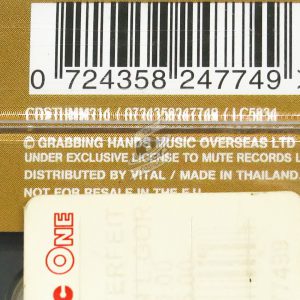 0 724358 247749
© GRABBING HANDS MUSIC OVERSEAS LTD
UNDER EXCLUSIVE LICENSE TO MUTE RECORDS L
DISTRIBUTED BY VITAL / MADE IN THAILAND.
NOT FOR RESALE IN THE E.U.
C ONE